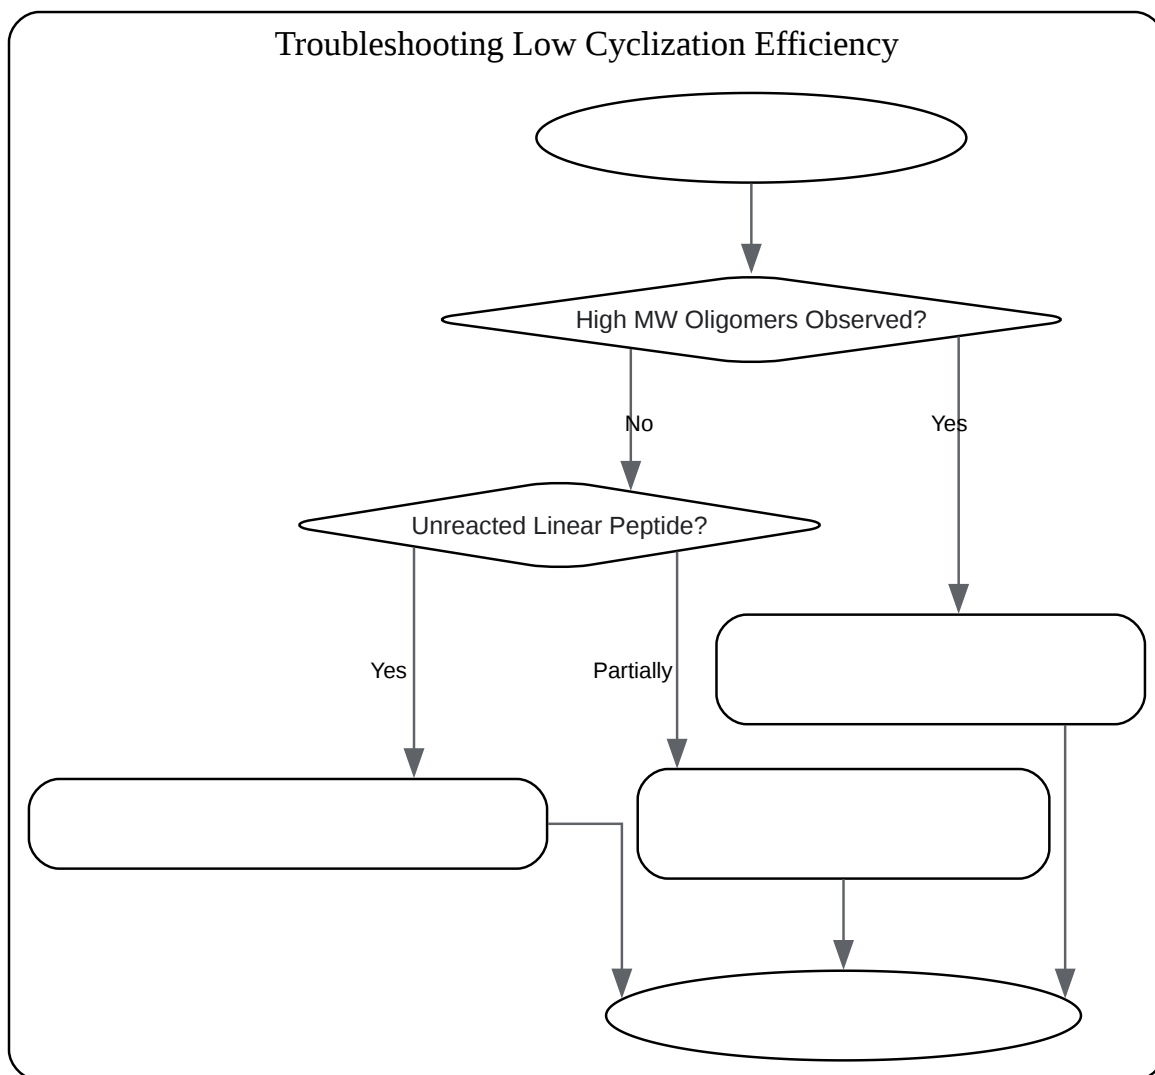 Troubleshooting Low Cyclization Efficiency
High MW Oligomers Observed?
No
Yes
Unreacted Linear Peptide?
Yes
Partially